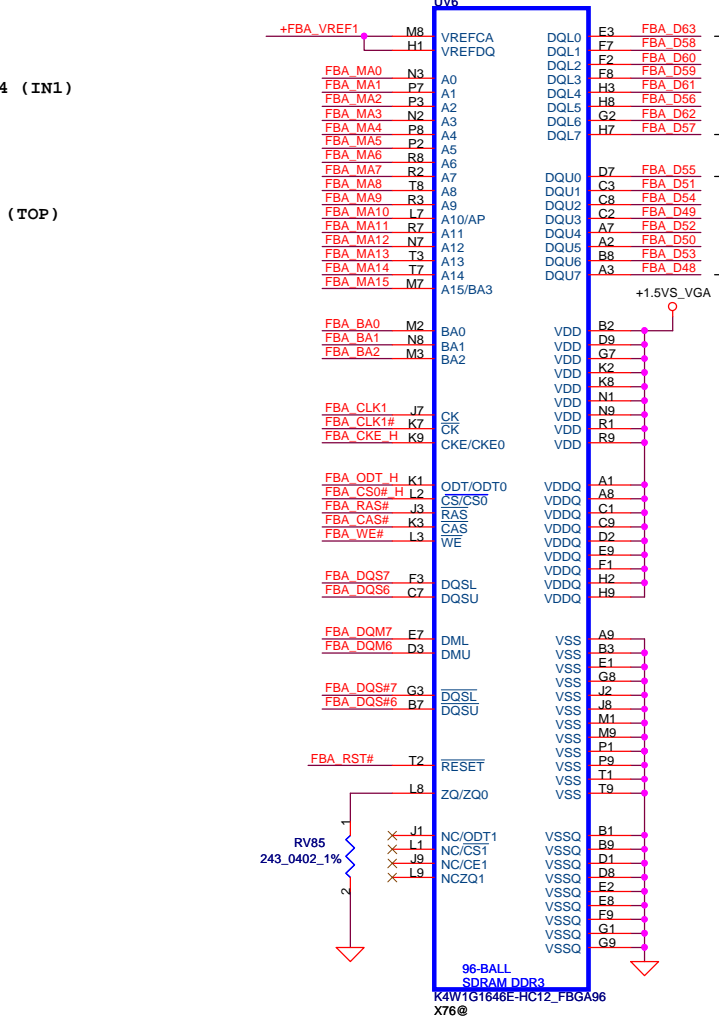 UV6
+FBA_VREF1 M8 VREFCA DQL0 E3 FBA_D63
H1 VREFDQ DQL1 F7 FBA_D58
DQL2 F2 FBA_D60
FBA_MA0 N3 A0 DQL3 F8 FBA_D59
4 (IN1) FBA_MA1 P7 A1 DQL4 H3 FBA_D61
FBA_MA2 P3 A2 DQL5 H8 FBA_D56
FBA_MA3 N2 A3 DQL6 G2 FBA_D62
FBA_MA4 P8 A4 DQL7 H7 FBA_D57
FBA_MA5 P2 A5
FBA_MA6 R8 A6
FBA_MA7 R2 A7 DQU0 D7 FBA_D55
FBA_MA8 T8 A8 DQU1 C3 FBA_D51
FBA_MA9 R3 A9 DQU2 C8 FBA_D54
(TOP) FBA_MA10 L7 A10/AP DQU3 C2 FBA_D49
FBA_MA11 R7 A11 DQU4 A7 FBA_D52
FBA_MA12 N7 A12 DQU5 A2 FBA_D50
FBA_MA13 T3 A13 DQU6 B8 FBA_D53
FBA_MA14 T7 A14 DQU7 A3 FBA_D48
FBA_MA15 M7 A15/BA3
+1.5VS_VGA
FBA_BA0 M2 BA0 VDD B2
FBA_BA1 N8 BA1 VDD D9
FBA_BA2 M3 BA2 VDD G7
VDD K2
VDD K8
VDD N1
FBA_CLK1 J7 CK VDD N9
FBA_CLK1# K7 CK VDD R1
FBA_CKE_H K9 CKE/CKE0 VDD R9
FBA_ODT_H K1 ODT/ODT0 VDDQ A1
FBA_CS0#_H L2 CS/CS0 VDDQ A8
FBA_RAS# J3 RAS VDDQ C1
FBA_CAS# K3 CAS VDDQ C9
FBA_WE# L3 WE VDDQ D2
VDDQ E9
VDDQ F1
FBA_DQS7 F3 DQSL VDDQ H2
FBA_DQS6 C7 DQSU VDDQ H9
FBA_DQM7 E7 DML VSS A9
FBA_DQM6 D3 DMU VSS B3
VSS E1
VSS G8
FBA_DQS#7 G3 DQSL VSS J2
FBA_DQS#6 B7 DQSU VSS J8
VSS M1
VSS M9
VSS P1
FBA_RST# T2 RESET VSS P9
VSS T1
L8 ZQ/ZQ0 VSS T9
1
J1 NC/ODT1 VSSQ B1
RV85 L1 NC/CS1 VSSQ B9
243_0402_1% J9 NC/CE1 VSSQ D1
L9 NCZQ1 VSSQ D8
2 VSSQ E2
VSSQ E8
VSSQ F9
VSSQ G1
VSSQ G9
96-BALL
SDRAM DDR3
K4W1G1646E-HC12_FBGA96
X76@